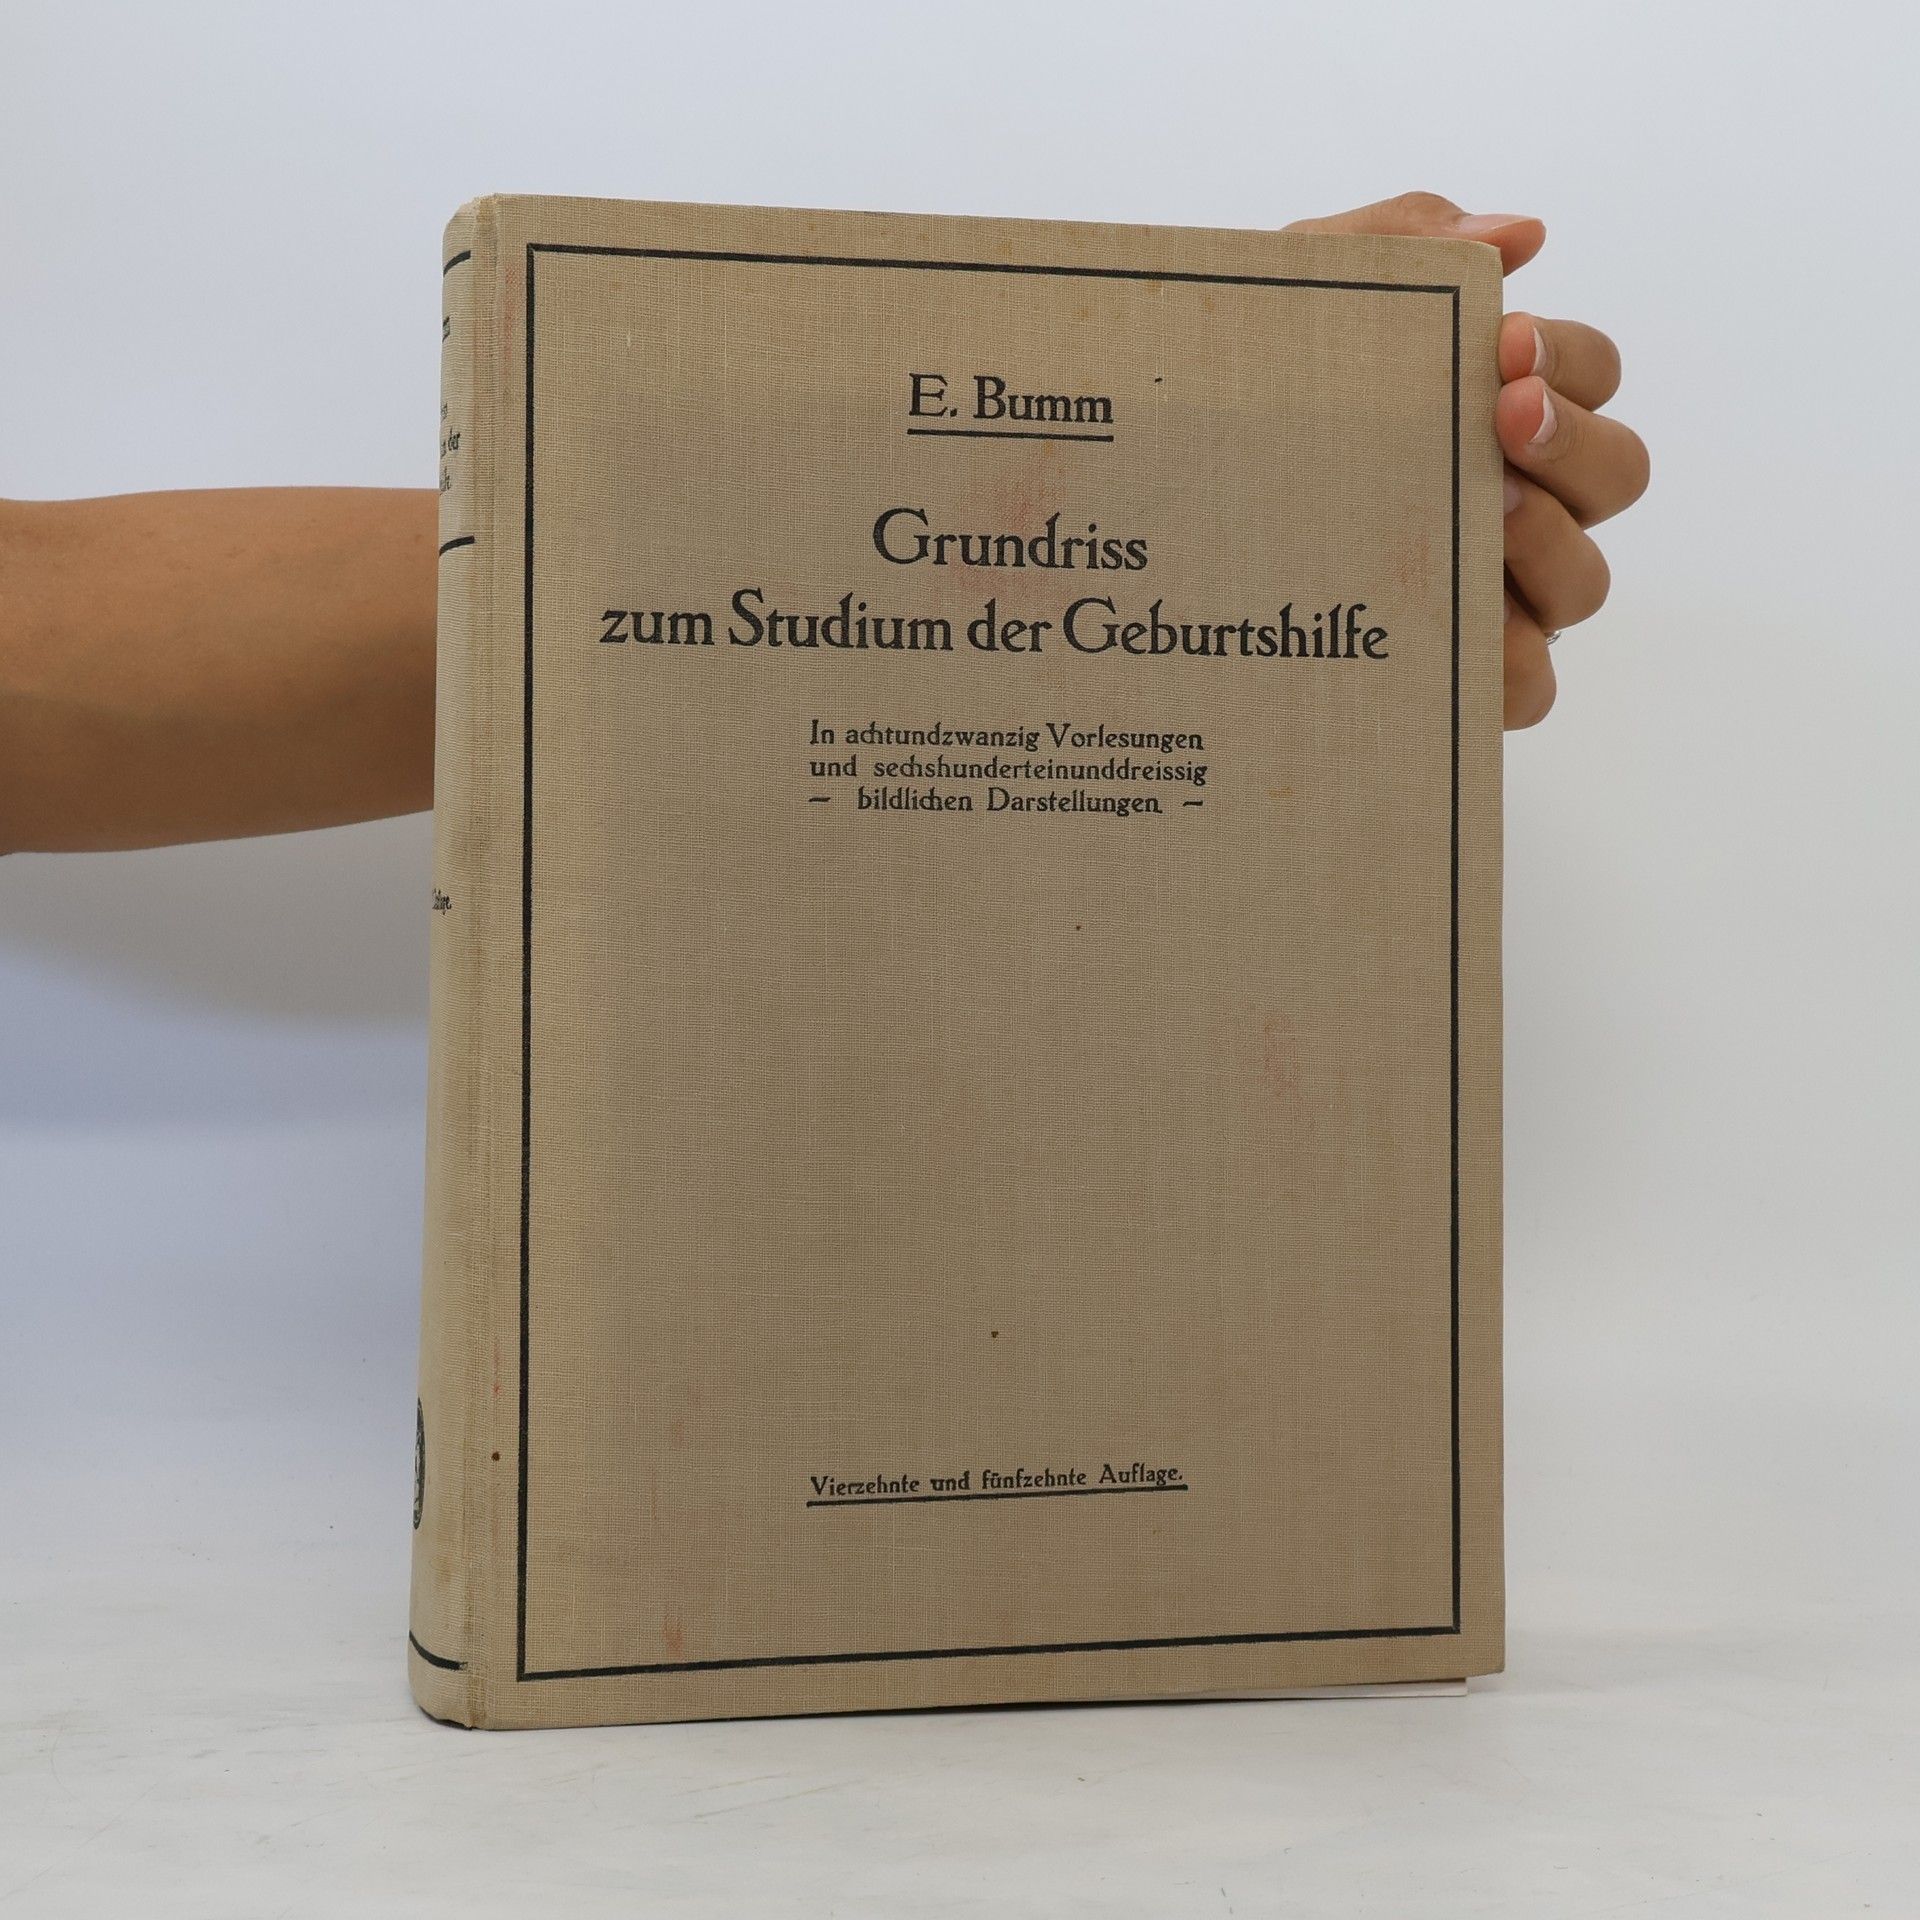 E. Bumm
Grundriss
zum Studium der Geburtshilfe
In achtundzwanzig Vorlesungen
und sechshunderteinunddreissig
— bildlichen Darstellungen —
Vierzehnte und fünfzehnte Auflage.